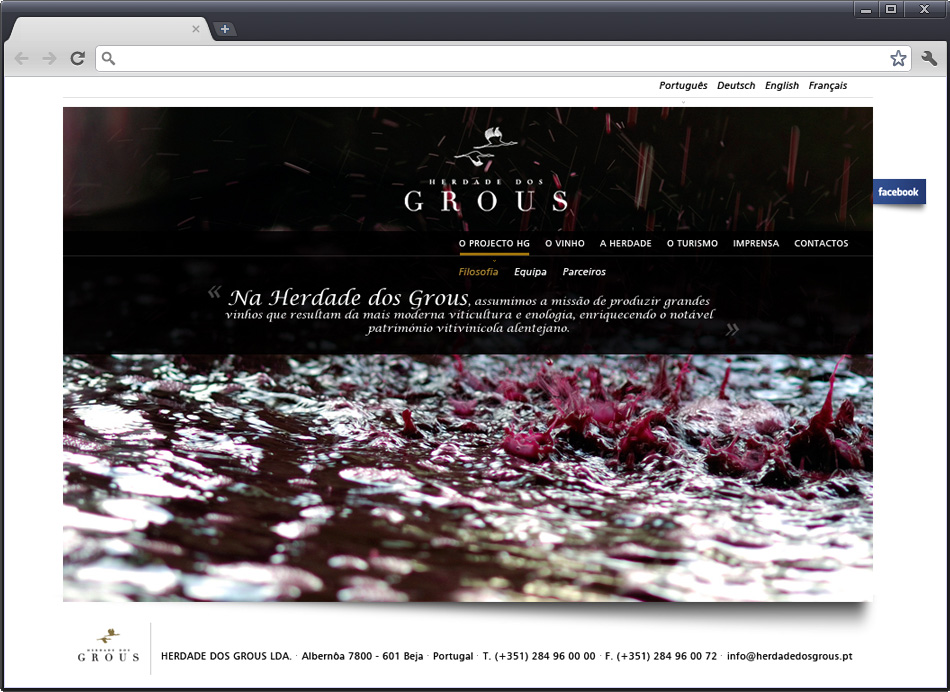 Português Deutsch English Français
HERDADE DOS
GROUS
facebook
O PROJECTO HG O VINHO A HERDADE O TURISMO IMPRENSA CONTACTOS
Filosofia Equipa Parceiros
« Na Herdade dos Grous, assumimos a missão de produzir grandes
vinhos que resultam da mais moderna viticultura e enologia, enriquecendo o notável
património vitivinícola alentejano. »
HERDADE DOS
GROUS
HERDADE DOS GROUS LDA. · Albernôa 7800 - 601 Beja · Portugal · T. (+351) 284 96 00 00 · F. (+351) 284 96 00 72 · info@herdadedosgrous.pt